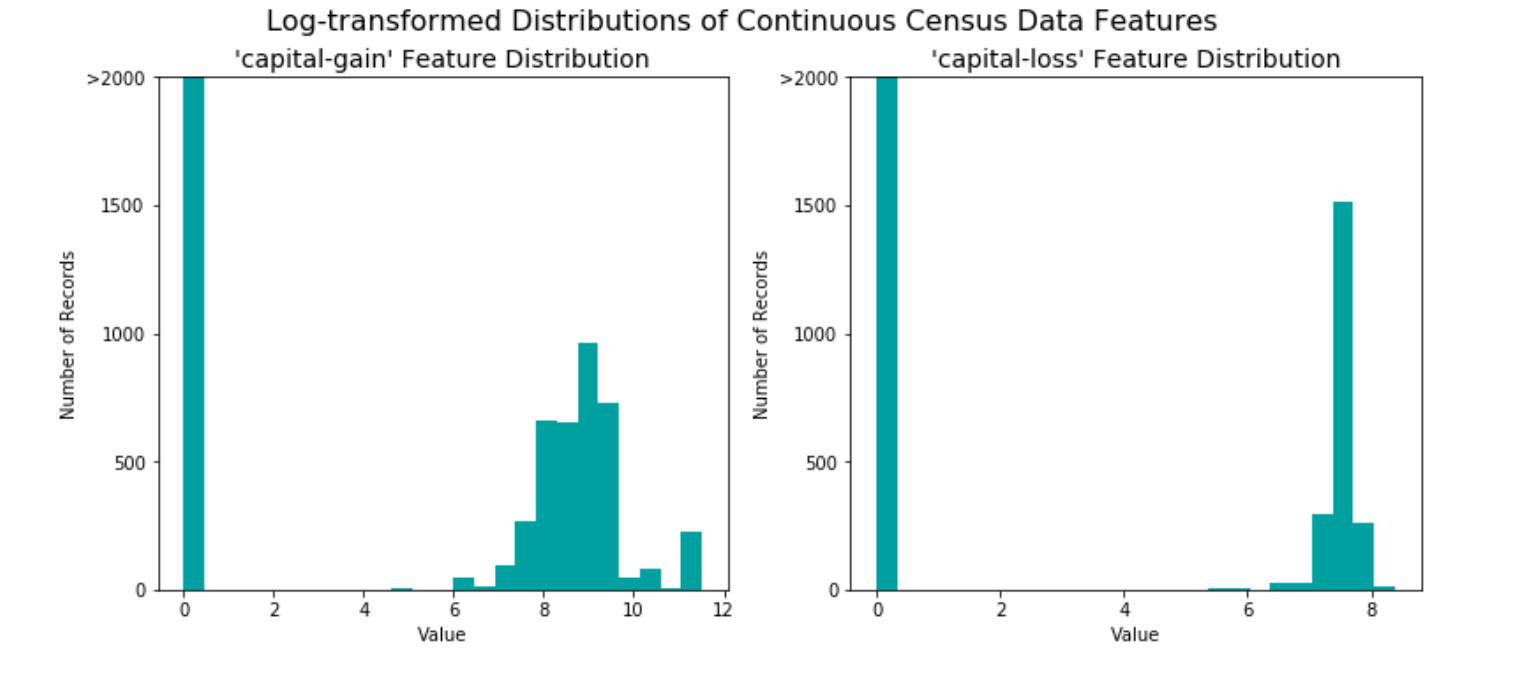 Log-transformed Distributions of Continuous Census Data Features
'capital-gain' Feature Distribution
>2000
1500
1000
500
0
Number of Records
0 2 4 6 8 10 12
Value
'capital-loss' Feature Distribution
>2000
1500
1000
500
0
Number of Records
0 2 4 6 8
Value